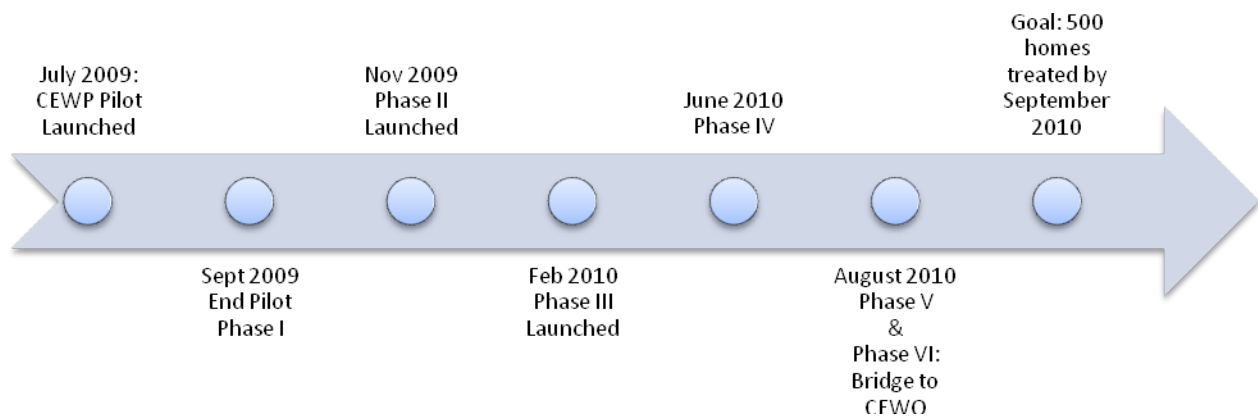 July 2009:
CEWP Pilot
Launched
Sept 2009
End Pilot
Phase I
Nov 2009
Phase II
Launched
Feb 2010
Phase III
Launched
June 2010
Phase IV
August 2010
Phase V
&
Phase VI:
Bridge to
CEWO
Goal: 500
homes
treated by
September
2010